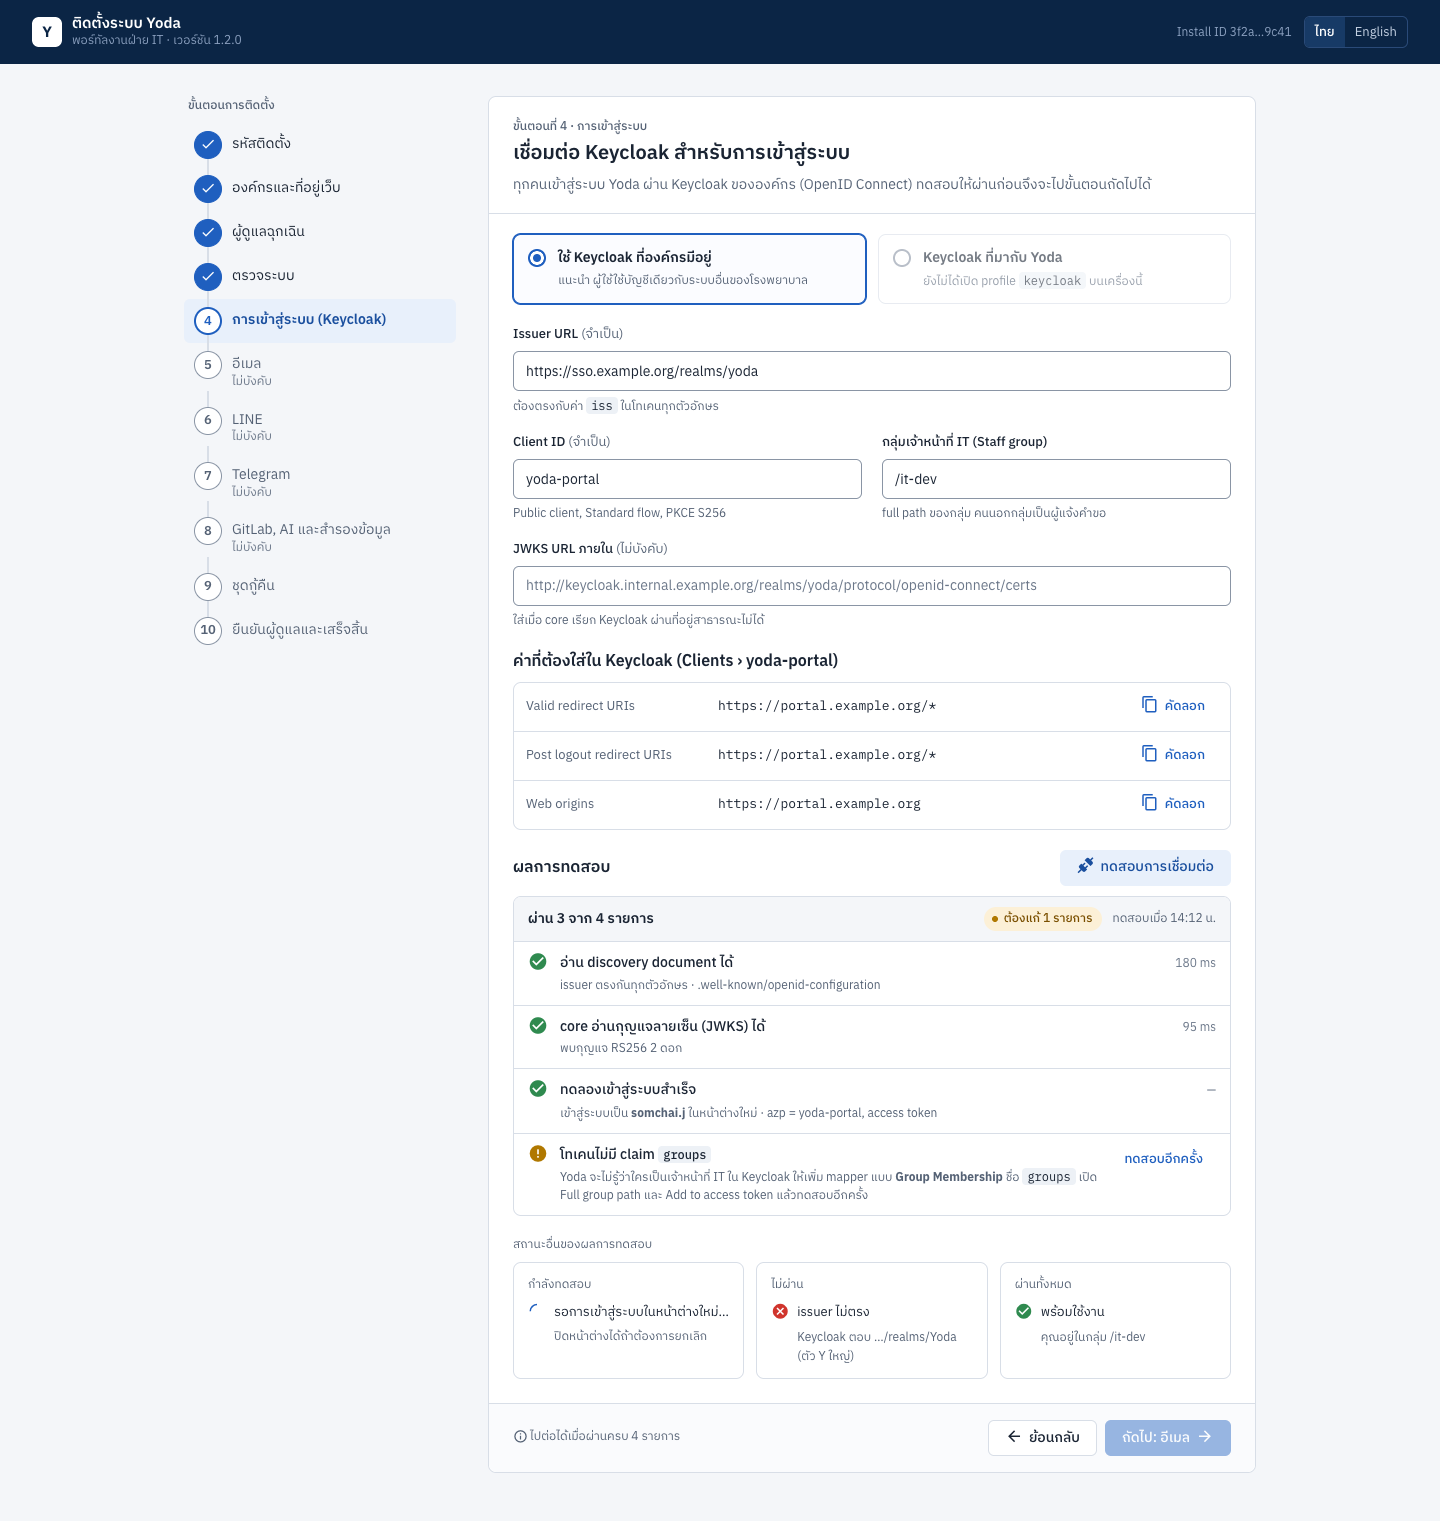 Y
ติดตั้งระบบ Yoda
พอร์ทัลงานฝ่าย IT · เวอร์ชัน 1.2.0
Install ID 3f2a…9c41
ไทย
English
ขั้นตอนการติดตั้ง
รหัสติดตั้ง
องค์กรและที่อยู่เว็บ
ผู้ดูแลฉุกเฉิน
ตรวจระบบ
4 การเข้าสู่ระบบ (Keycloak)
5 อีเมล
ไม่บังคับ
6 LINE
ไม่บังคับ
7 Telegram
ไม่บังคับ
8 GitLab, AI และสำรองข้อมูล
ไม่บังคับ
9 ชุดกู้คืน
10 ยืนยันผู้ดูแลและเสร็จสิ้น
ขั้นตอนที่ 4 · การเข้าสู่ระบบ
เชื่อมต่อ Keycloak สำหรับการเข้าสู่ระบบ
ทุกคนเข้าสู่ระบบ Yoda ผ่าน Keycloak ขององค์กร (OpenID Connect) ทดสอบให้ผ่านก่อนจึงจะไปขั้นตอนถัดไปได้
ใช้ Keycloak ที่องค์กรมีอยู่
แนะนำ ผู้ใช้ใช้บัญชีเดียวกับระบบอื่นของโรงพยาบาล
Keycloak ที่มากับ Yoda
ยังไม่ได้เปิด profile keycloak บนเครื่องนี้
Issuer URL (จำเป็น)
https://sso.example.org/realms/yoda
ต้องตรงกับค่า iss ในโทเคนทุกตัวอักษร
Client ID (จำเป็น)
yoda-portal
Public client, Standard flow, PKCE S256
กลุ่มเจ้าหน้าที่ IT (Staff group)
/it-dev
full path ของกลุ่ม คนนอกกลุ่มเป็นผู้แจ้งคำขอ
JWKS URL ภายใน (ไม่บังคับ)
http://keycloak.internal.example.org/realms/yoda/protocol/openid-connect/certs
ใส่เมื่อ core เรียก Keycloak ผ่านที่อยู่สาธารณะไม่ได้
ค่าที่ต้องใส่ใน Keycloak (Clients › yoda-portal)
Valid redirect URIs https://portal.example.org/* คัดลอก
Post logout redirect URIs https://portal.example.org/* คัดลอก
Web origins https://portal.example.org คัดลอก
ผลการทดสอบ
ทดสอบการเชื่อมต่อ
ผ่าน 3 จาก 4 รายการ
ต้องแก้ 1 รายการ
ทดสอบเมื่อ 14:12 น.
อ่าน discovery document ได้
180 ms
issuer ตรงกันทุกตัวอักษร · .well-known/openid-configuration
core อ่านกุญแจลายเซ็น (JWKS) ได้
95 ms
พบกุญแจ RS256 2 ดอก
ทดลองเข้าสู่ระบบสำเร็จ
—
เข้าสู่ระบบเป็น somchai.j ในหน้าต่างใหม่ · azp = yoda-portal, access token
โทเคนไม่มี claim groups
ทดสอบอีกครั้ง
Yoda จะไม่รู้ว่าใครเป็นเจ้าหน้าที่ IT ใน Keycloak ให้เพิ่ม mapper แบบ Group Membership ชื่อ groups เปิด
Full group path และ Add to access token แล้วทดสอบอีกครั้ง
สถานะอื่นของผลการทดสอบ
กำลังทดสอบ
รอการเข้าสู่ระบบในหน้าต่างใหม่…
ปิดหน้าต่างได้ถ้าต้องการยกเลิก
ไม่ผ่าน
issuer ไม่ตรง
Keycloak ตอบ …/realms/Yoda
(ตัว Y ใหญ่)
ผ่านทั้งหมด
พร้อมใช้งาน
คุณอยู่ในกลุ่ม /it-dev
ไปต่อได้เมื่อผ่านครบ 4 รายการ
ย้อนกลับ
ถัดไป: อีเมล